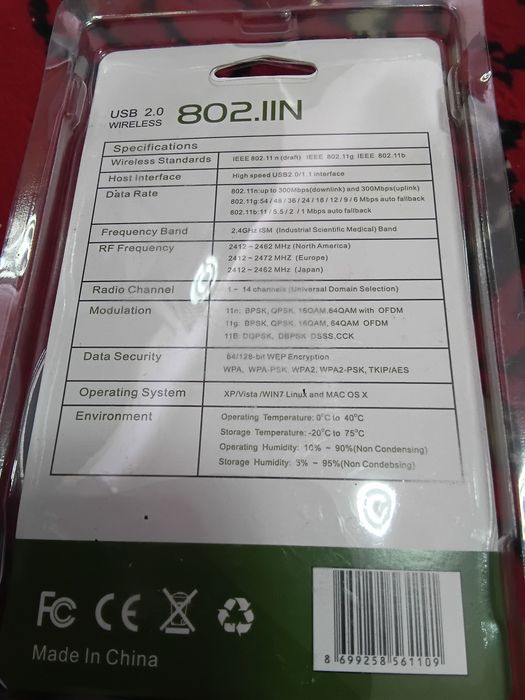 USB 2.0 802.11N
WIRELESS
Specifications
Wireless Standards IEEE 802.11 n (draft) IEEE 802.11g IEEE 802.11b
Host Interface High speed USB2.0/1.1 interface
Data Rate 802.11n:up to 300Mbps(downlink) and 300Mbps(uplink)
802.11g:54 / 48 / 36 / 24 / 18 / 12 / 9 / 6 Mbps auto fallback
802.11b:11 / 5.5 / 2 / 1 Mbps auto fallback
Frequency Band 2.4GHz ISM (Industrial Scientific Medical) Band
RF Frequency 2412 ~ 2462 MHZ (North America)
2412 ~ 2472 MHZ (Europe)
2412 ~ 2462 MHZ (Japan)
Radio Channel 1 ~ 14 channels (Universal Domain Selection)
Modulation 11n: BPSK, QPSK, 16QAM,64QAM with OFDM
11g: BPSK, QPSK, 16QAM, 64QAM OFDM
11B: DQPSK, DBPSK DSSS,CCK
Data Security 64/128-bit WEP Encryption
WPA, WPA-PSK, WPA2, WPA2-PSK, TKIP/AES
Operating System XP/Vista /WIN7 Linux and MAC OS X
Environment Operating Temperature: 0°C to 40°C
Storage Temperature: -20°C to 75°C
Operating Humidity: 10% ~ 90%(Non Condensing)
Storage Humidity: 5% ~ 95%(Non Condebsing)
FC CE
Made In China
8 699258 561109